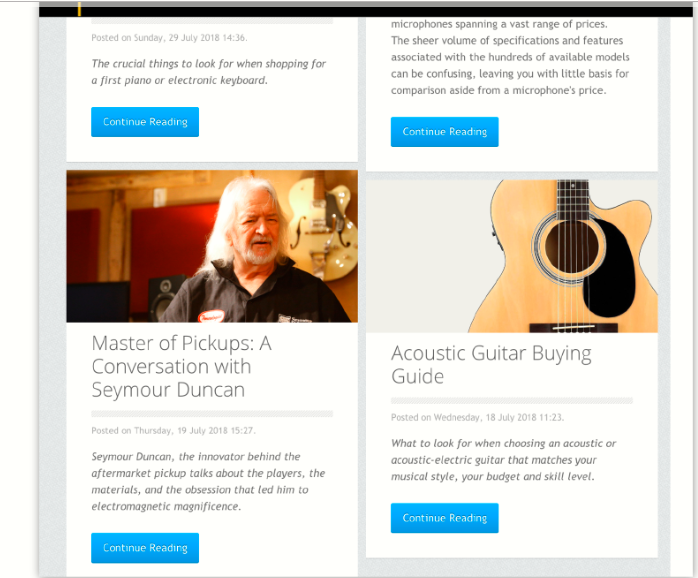 Posted on Sunday, 29 July 2018 14:36.
The crucial things to look for when shopping for
a first piano or electronic keyboard.
Continue Reading
Master of Pickups: A
Conversation with
Seymour Duncan
Posted on Thursday, 19 July 2018 15:27.
Seymour Duncan, the innovator behind the
aftermarket pickup talks about the players, the
materials, and the obsession that led him to
electromagnetic magnificence.
Continue Reading
microphones spanning a vast range of prices.
The sheer volume of specifications and features
associated with the hundreds of available models
can be confusing, leaving you with little basis for
comparison aside from a microphone's price.
Continue Reading
Acoustic Guitar Buying
Guide
Posted on Wednesday, 18 July 2018 11:23.
What to look for when choosing an acoustic or
acoustic-electric guitar that matches your
musical style, your budget and skill level.
Continue Reading